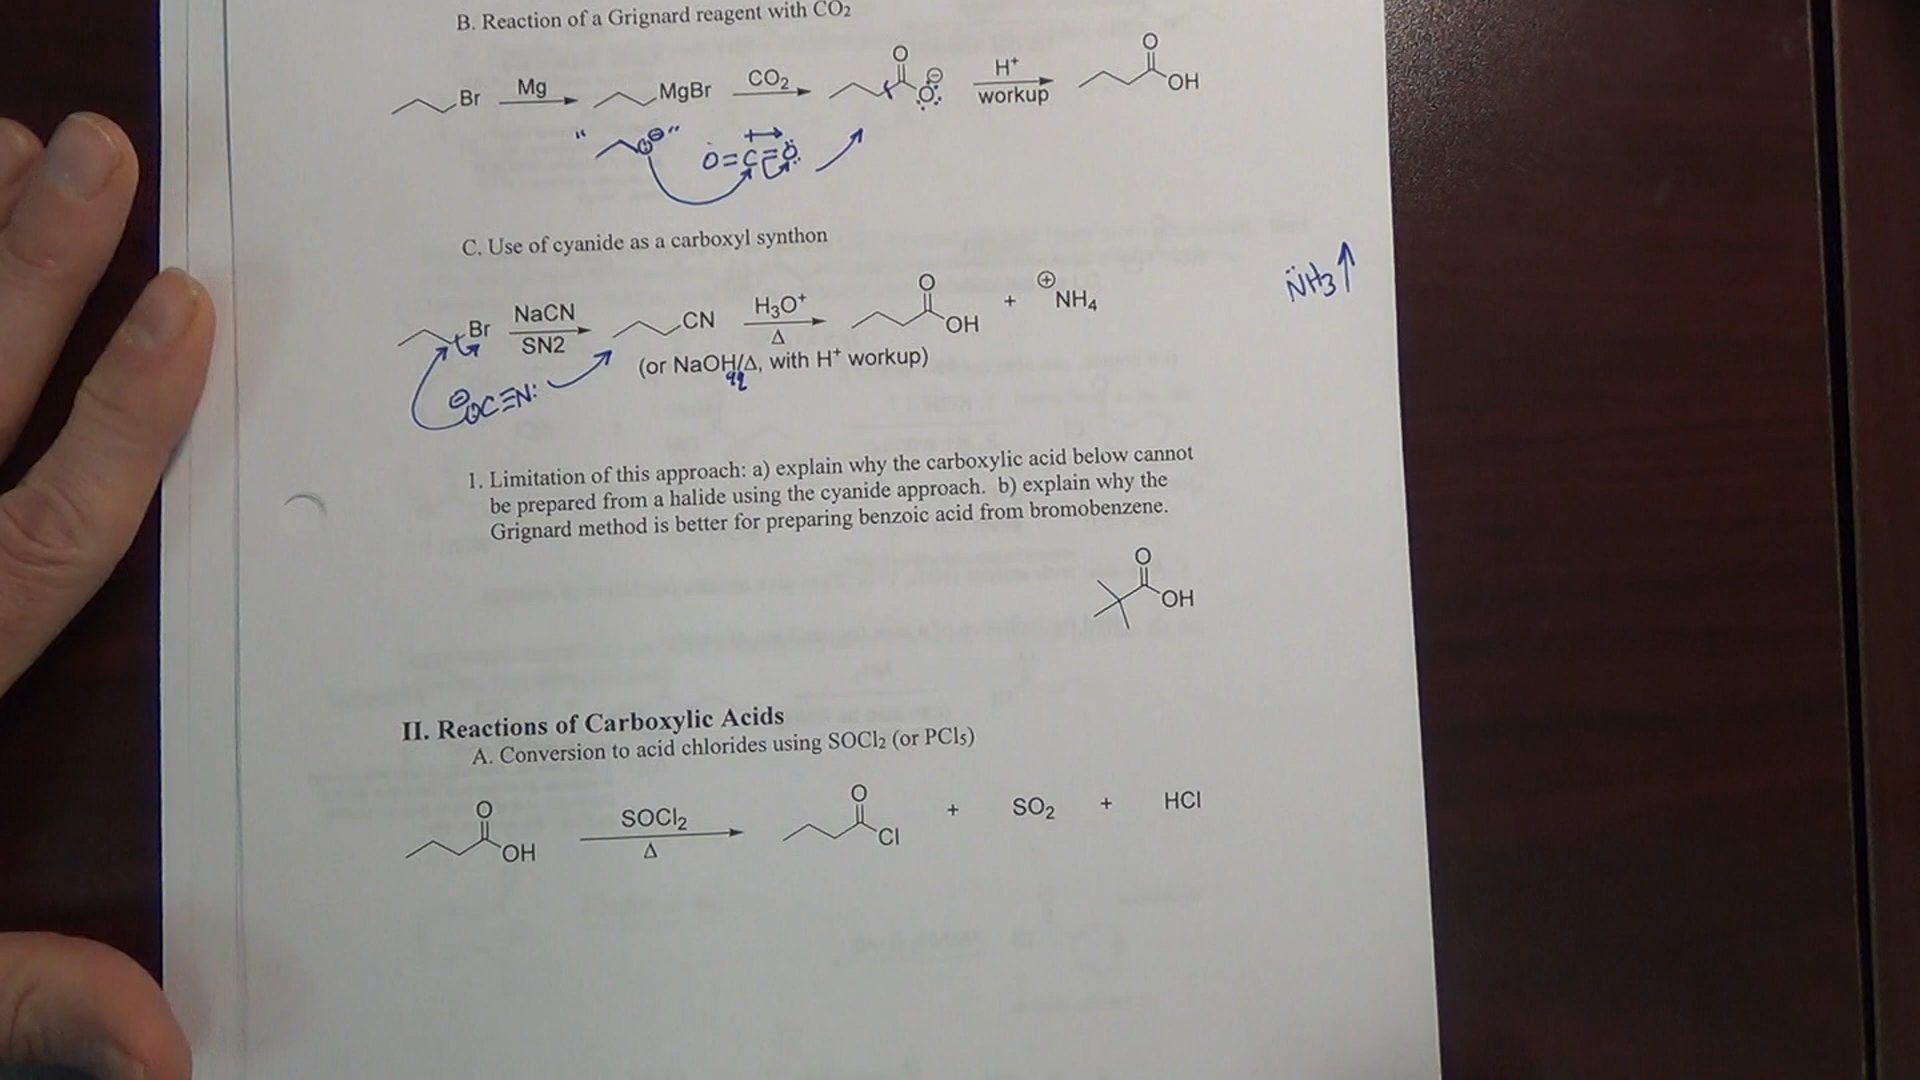 B. Reaction of a Grignard reagent with CO₂
Br Mg MgBr CO₂ O O ⊖ H⁺ workup O OH
" C ⊖ " O=C=O
C. Use of cyanide as a carboxyl synthon
Br NaCN SN2 CN H₃O⁺ Δ O OH + ⊕ NH₄ NH₃↑
(or NaOH/Δ, with H⁺ workup)
aq
⊖ C≡N:
1. Limitation of this approach: a) explain why the carboxylic acid below cannot
be prepared from a halide using the cyanide approach. b) explain why the
Grignard method is better for preparing benzoic acid from bromobenzene.
O
OH
II. Reactions of Carboxylic Acids
A. Conversion to acid chlorides using SOCl₂ (or PCl₅)
O OH SOCl₂ Δ O Cl + SO₂ + HCl